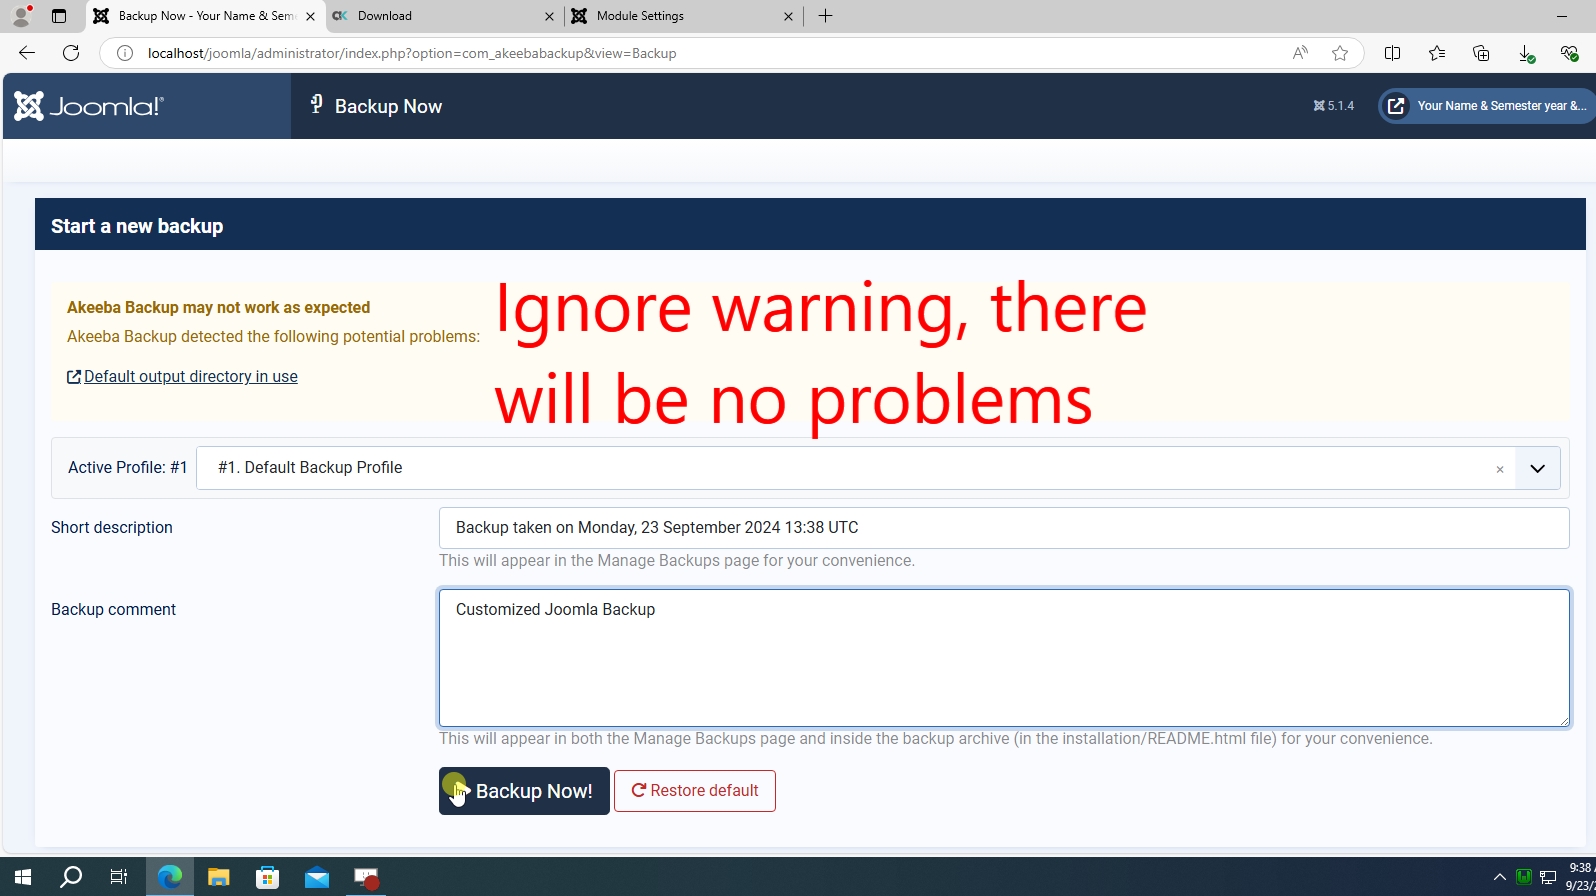 Backup Now - Your Name & Seme
Download
Module Settings
localhost/joomla/administrator/index.php?option=com_akeebabackup&view=Backup
Joomla!
Backup Now
5.1.4
Your Name & Semester year &...
Start a new backup
Akeeba Backup may not work as expected
Akeeba Backup detected the following potential problems:
Default output directory in use
Ignore warning, there
will be no problems
Active Profile: #1
#1. Default Backup Profile
Short description
Backup taken on Monday, 23 September 2024 13:38 UTC
This will appear in the Manage Backups page for your convenience.
Backup comment
Customized Joomla Backup
This will appear in both the Manage Backups page and inside the backup archive (in the installation/README.html file) for your convenience.
Backup Now!
Restore default
9:38
9/23/